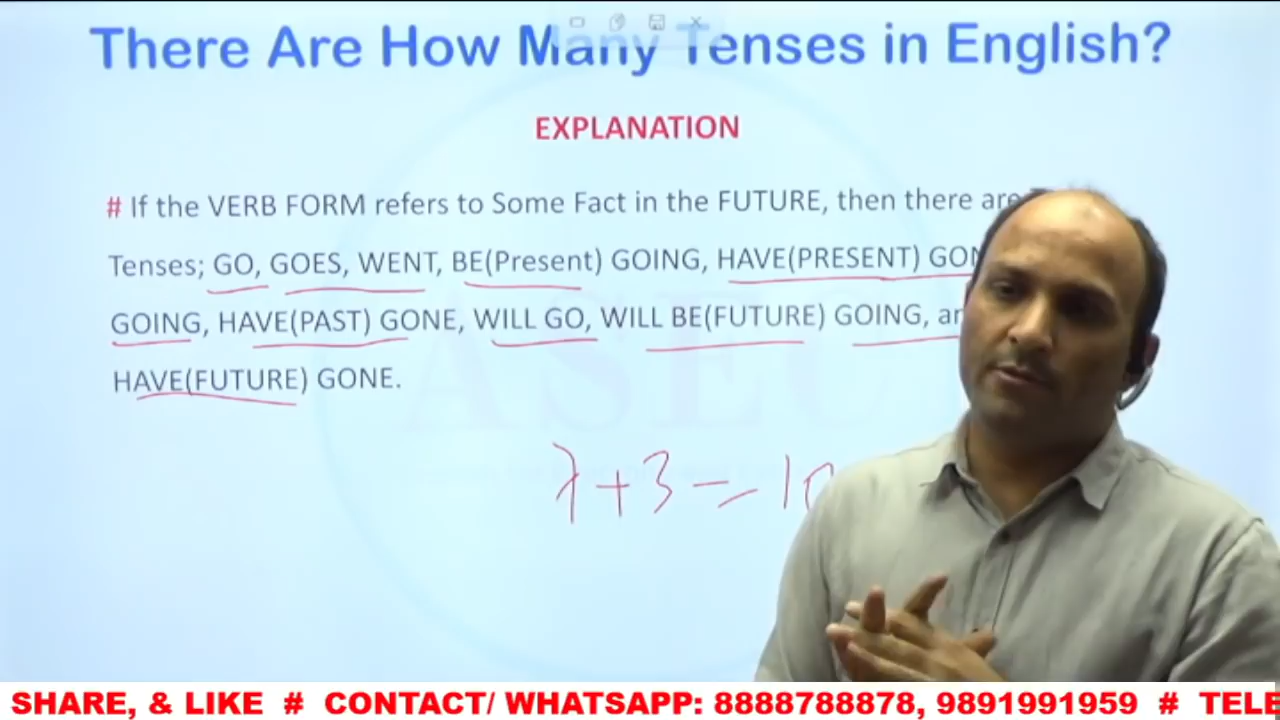 There Are How Many Tenses in English?
EXPLANATION
# If the VERB FORM refers to Some Fact in the FUTURE, then there are
Tenses; GO, GOES, WENT, BE(Present) GOING, HAVE(PRESENT)
GOING, HAVE(PAST) GONE, WILL GO, WILL BE(FUTURE) GOING,
HAVE(FUTURE) GONE.
7+3=10
SHARE, & LIKE # CONTACT/ WHATSAPP: 8888788878, 9891991959 #